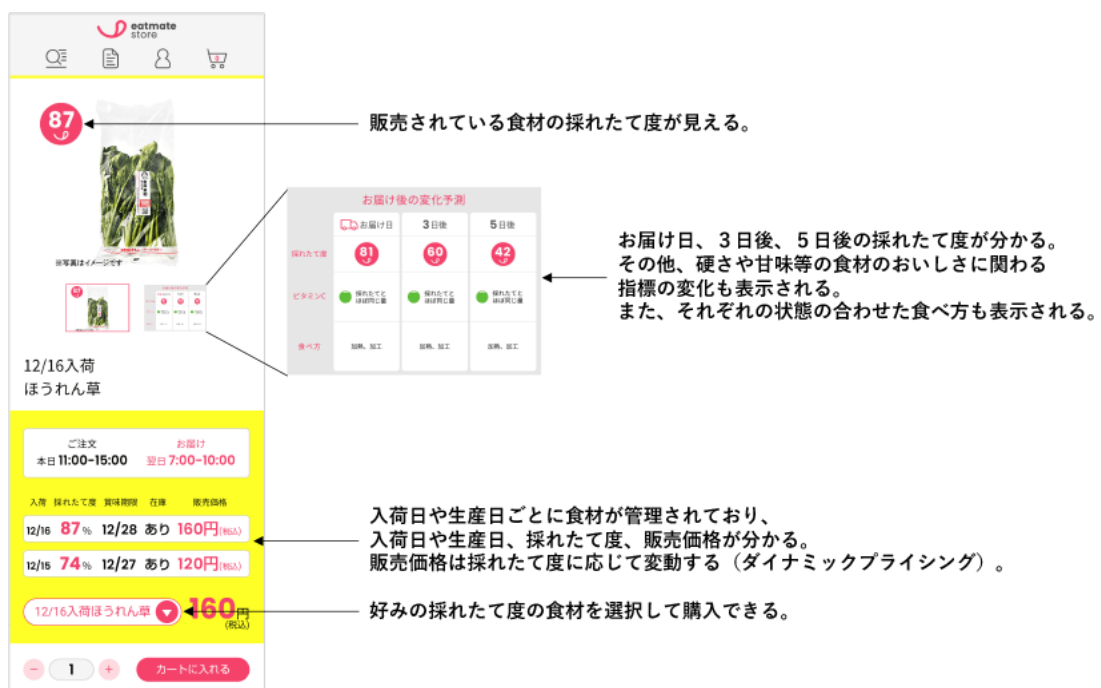 eatmate
store
0
87
販売されている食材の採れたて度が見える。
※写真はイメージです
お届け後の変化予測
お届け日 3日後 5日後
採れたて度 81 60 42
ビタミンC 採れたてと 採れたてと 採れたてと
ほぼ同じ量 ほぼ同じ量 ほぼ同じ量
食べ方 加熱、加工 加熱、加工 加熱、加工
お届け日、3日後、5日後の採れたて度が分かる。
その他、硬さや甘味等の食材のおいしさに関わる
指標の変化も表示される。
また、それぞれの状態の合わせた食べ方も表示される。
12/16入荷
ほうれん草
ご注文 お届け
本日11:00-15:00 翌日7:00-10:00
入荷 採れたて度 賞味期限 在庫 販売価格
12/16 87% 12/28 あり 160円(税込)
12/15 74% 12/27 あり 120円(税込)
入荷日や生産日ごとに食材が管理されており、
入荷日や生産日、採れたて度、販売価格が分かる。
販売価格は採れたて度に応じて変動する（ダイナミックプライシング）。
12/16入荷ほうれん草 160円
(税込)
好みの採れたて度の食材を選択して購入できる。
− 1 + カートに入れる